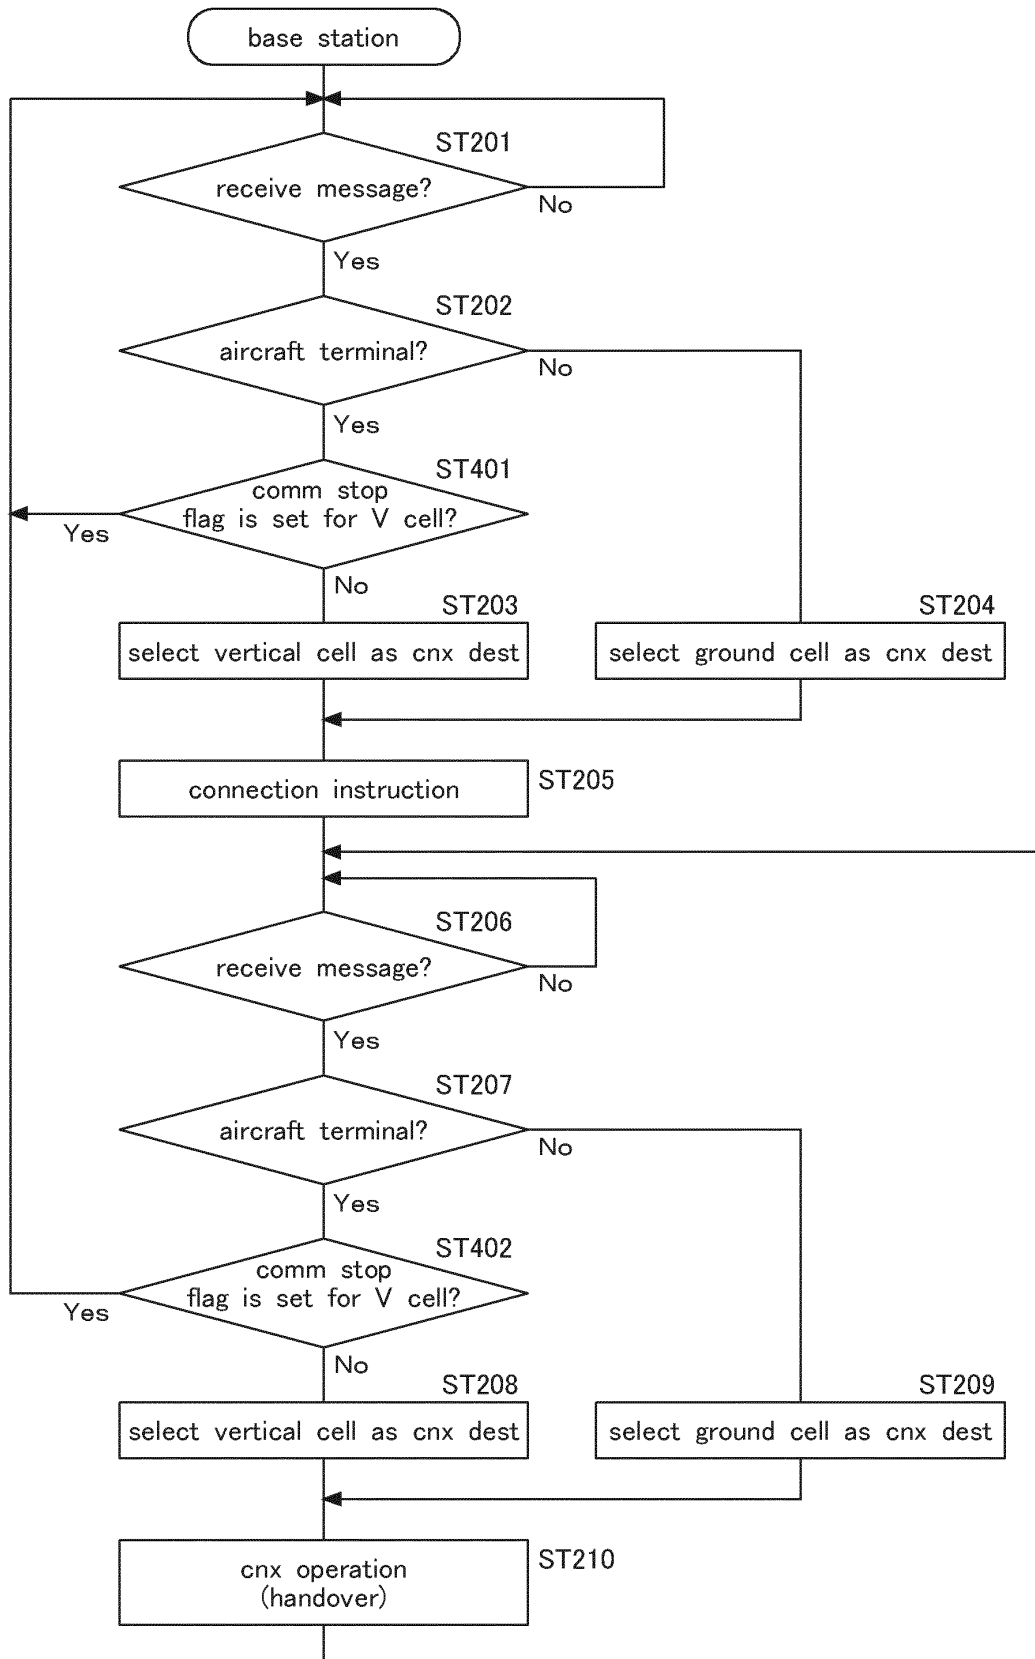 base station
ST201
receive message?
No
Yes
ST202
aircraft terminal?
No
Yes
ST401
comm stop
flag is set for V cell?
Yes
No
ST203
ST204
select vertical cell as cnx dest
select ground cell as cnx dest
connection instruction
ST205
ST206
receive message?
No
Yes
ST207
aircraft terminal?
No
Yes
ST402
comm stop
flag is set for V cell?
Yes
No
ST208
ST209
select vertical cell as cnx dest
select ground cell as cnx dest
cnx operation
(handover)
ST210